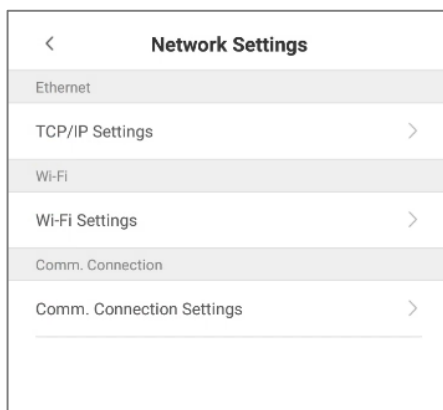 Network Settings
Ethernet
TCP/IP Settings
Wi-Fi
Wi-Fi Settings
Comm. Connection
Comm. Connection Settings